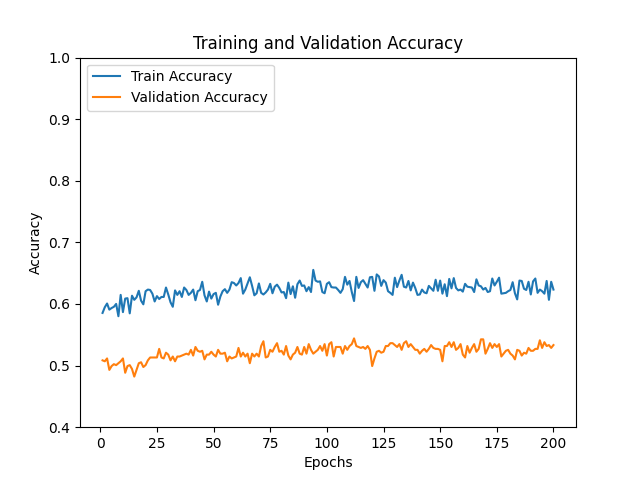 Training and Validation Accuracy
Train Accuracy
Validation Accuracy
1.0
0.9
0.8
0.7
0.6
0.5
0.4
Accuracy
0 25 50 75 100 125 150 175 200
Epochs